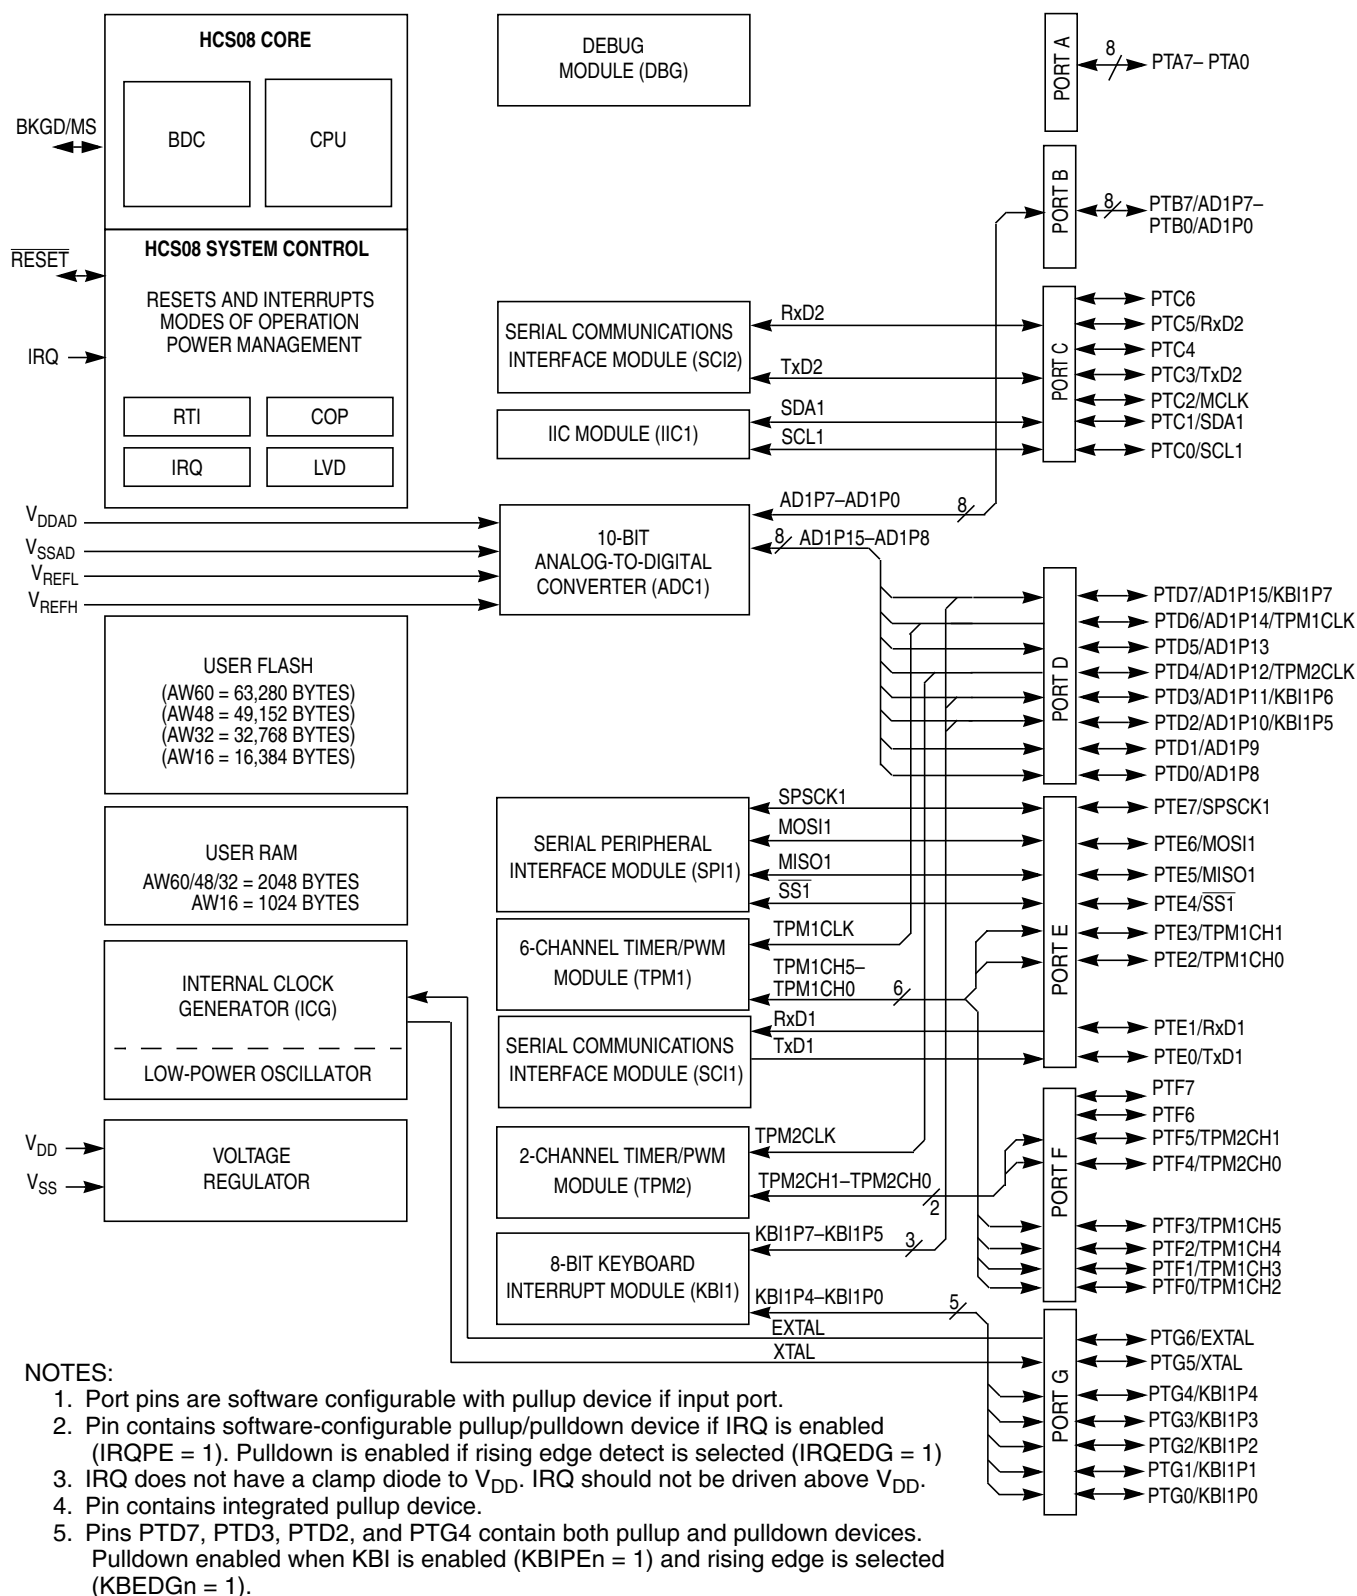 HCS08 CORE
BDC
CPU
BKGD/MS
HCS08 SYSTEM CONTROL
RESET
RESETS AND INTERRUPTS
MODES OF OPERATION
POWER MANAGEMENT
IRQ
RTI
COP
IRQ
LVD
VDDAD
VSSAD
VREFL
VREFH
USER FLASH
(AW60 = 63,280 BYTES)
(AW48 = 49,152 BYTES)
(AW32 = 32,768 BYTES)
(AW16 = 16,384 BYTES)
USER RAM
AW60/48/32 = 2048 BYTES
AW16 = 1024 BYTES
INTERNAL CLOCK
GENERATOR (ICG)
LOW-POWER OSCILLATOR
VDD
VSS
VOLTAGE
REGULATOR
DEBUG
MODULE (DBG)
SERIAL COMMUNICATIONS
INTERFACE MODULE (SCI2)
RxD2
TxD2
IIC MODULE (IIC1)
SDA1
SCL1
10-BIT
ANALOG-TO-DIGITAL
CONVERTER (ADC1)
AD1P7–AD1P0
8
8
AD1P15–AD1P8
SERIAL PERIPHERAL
INTERFACE MODULE (SPI1)
SPSCK1
MOSI1
MISO1
SS1
6-CHANNEL TIMER/PWM
MODULE (TPM1)
TPM1CLK
TPM1CH5–
TPM1CH0
6
SERIAL COMMUNICATIONS
INTERFACE MODULE (SCI1)
RxD1
TxD1
2-CHANNEL TIMER/PWM
MODULE (TPM2)
TPM2CLK
TPM2CH1–TPM2CH0
2
8-BIT KEYBOARD
INTERRUPT MODULE (KBI1)
KBI1P7–KBI1P5
3
KBI1P4–KBI1P0
5
EXTAL
XTAL
PORT A
8
PTA7– PTA0
PORT B
8
PTB7/AD1P7–
PTB0/AD1P0
PORT C
PTC6
PTC5/RxD2
PTC4
PTC3/TxD2
PTC2/MCLK
PTC1/SDA1
PTC0/SCL1
PORT D
PTD7/AD1P15/KBI1P7
PTD6/AD1P14/TPM1CLK
PTD5/AD1P13
PTD4/AD1P12/TPM2CLK
PTD3/AD1P11/KBI1P6
PTD2/AD1P10/KBI1P5
PTD1/AD1P9
PTD0/AD1P8
PORT E
PTE7/SPSCK1
PTE6/MOSI1
PTE5/MISO1
PTE4/SS1
PTE3/TPM1CH1
PTE2/TPM1CH0
PTE1/RxD1
PTE0/TxD1
PORT F
PTF7
PTF6
PTF5/TPM2CH1
PTF4/TPM2CH0
PTF3/TPM1CH5
PTF2/TPM1CH4
PTF1/TPM1CH3
PTF0/TPM1CH2
PORT G
PTG6/EXTAL
PTG5/XTAL
PTG4/KBI1P4
PTG3/KBI1P3
PTG2/KBI1P2
PTG1/KBI1P1
PTG0/KBI1P0
NOTES:
1. Port pins are software configurable with pullup device if input port.
2. Pin contains software-configurable pullup/pulldown device if IRQ is enabled
(IRQPE = 1). Pulldown is enabled if rising edge detect is selected (IRQEDG = 1)
3. IRQ does not have a clamp diode to VDD. IRQ should not be driven above VDD.
4. Pin contains integrated pullup device.
5. Pins PTD7, PTD3, PTD2, and PTG4 contain both pullup and pulldown devices.
Pulldown enabled when KBI is enabled (KBIPEn = 1) and rising edge is selected
(KBEDGn = 1).